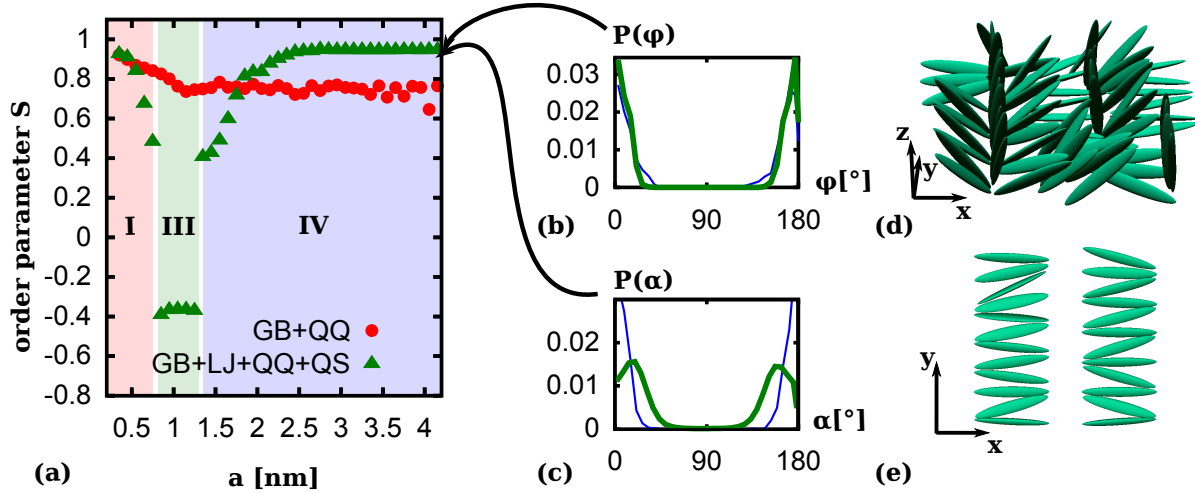 order parameter S
1
0.8
0.6
0.4
0.2
0
-0.2
-0.4
-0.6
-0.8
I
III
IV
GB+QQ
GB+LJ+QQ+QS
0.5
1
1.5
2
2.5
3
3.5
4
(a)
a [nm]
P(φ)
0.03
0.02
0.01
0
φ[°]
0
90
180
(b)
P(α)
0.02
0.01
0
α[°]
0
90
180
(c)
z
y
x
(d)
y
x
(e)